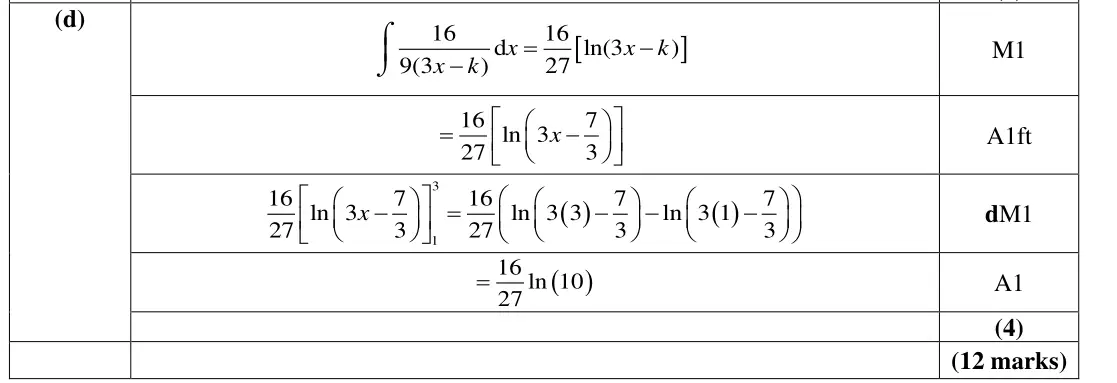 (d)
∫ 16/(9(3x − k)) dx = 16/27 [ln(3x − k)]
M1
= 16/27 [ln(3x − 7/3)]
A1ft
16/27 [ln(3x − 7/3)]₁³ = 16/27 (ln(3(3) − 7/3) − ln(3(1) − 7/3))
dM1
= 16/27 ln(10)
A1
(4)
(12 marks)